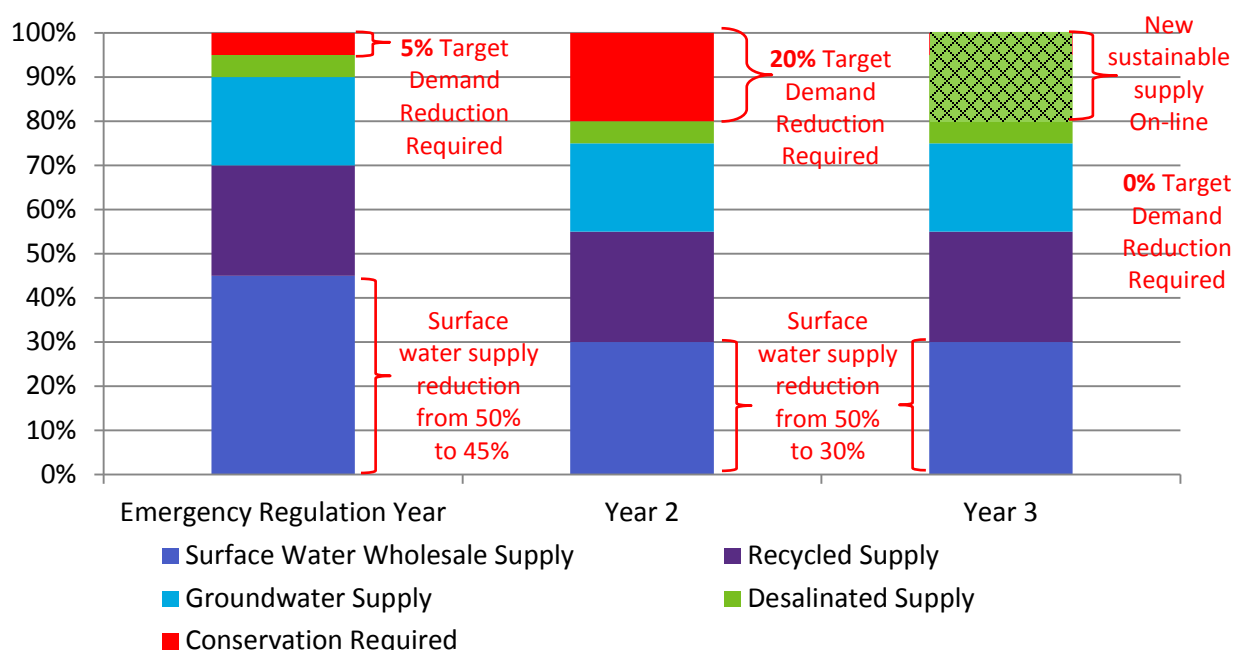 100%
90%
80%
70%
60%
50%
40%
30%
20%
10%
0%
5% Target
Demand
Reduction
Required
20% Target
Demand
Reduction
Required
New
sustainable
supply
On-line
0% Target
Demand
Reduction
Required
Surface
water supply
reduction
from 50%
to 45%
Surface
water supply
reduction
from 50%
to 30%
Emergency Regulation Year
Year 2
Year 3
Surface Water Wholesale Supply
Recycled Supply
Groundwater Supply
Desalinated Supply
Conservation Required